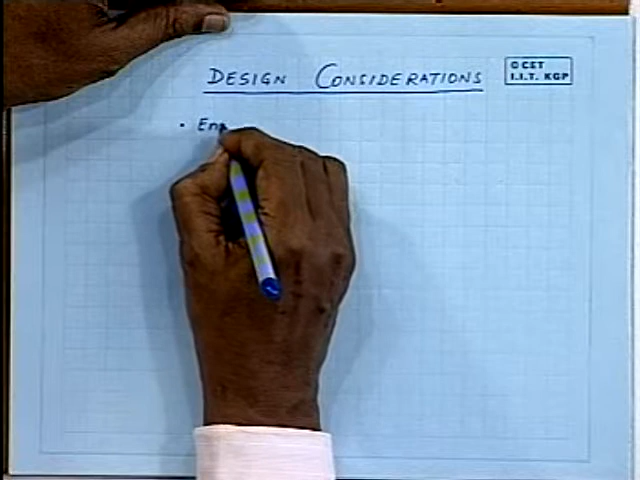 DESIGN CONSIDERATIONS
© CET
I.I.T. KGP
• En